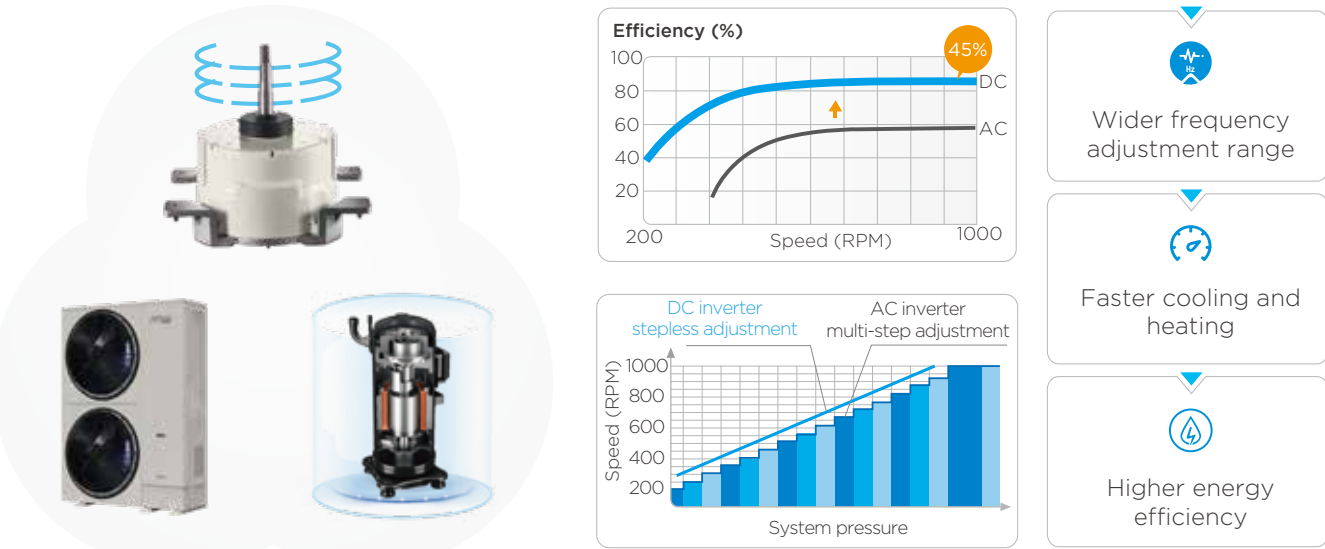 Efficiency (%)
100
80
60
40
20
45%
DC
AC
200
Speed (RPM)
1000
DC inverter
stepless adjustment
AC inverter
multi-step adjustment
Speed (RPM)
1000
800
600
400
200
System pressure
Hz
Wider frequency
adjustment range
Faster cooling and
heating
Higher energy
efficiency